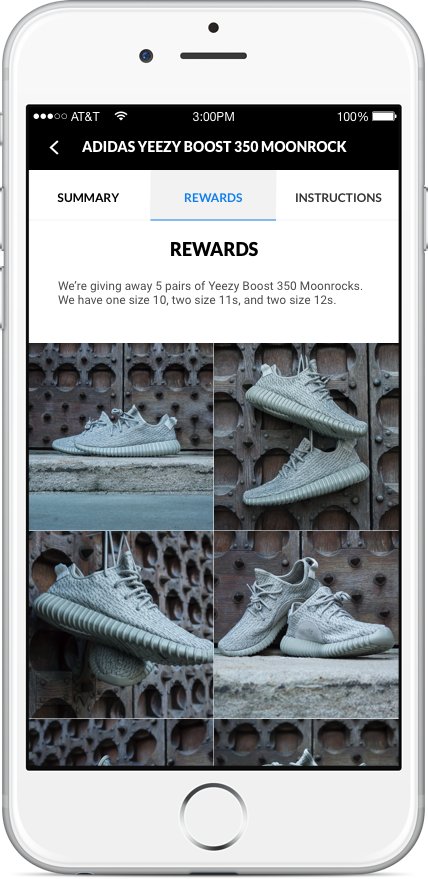 AT&T 3:00PM 100%
ADIDAS YEEZY BOOST 350 MOONROCK
SUMMARY REWARDS INSTRUCTIONS
REWARDS
We're giving away 5 pairs of Yeezy Boost 350 Moonrocks.
We have one size 10, two size 11s, and two size 12s.